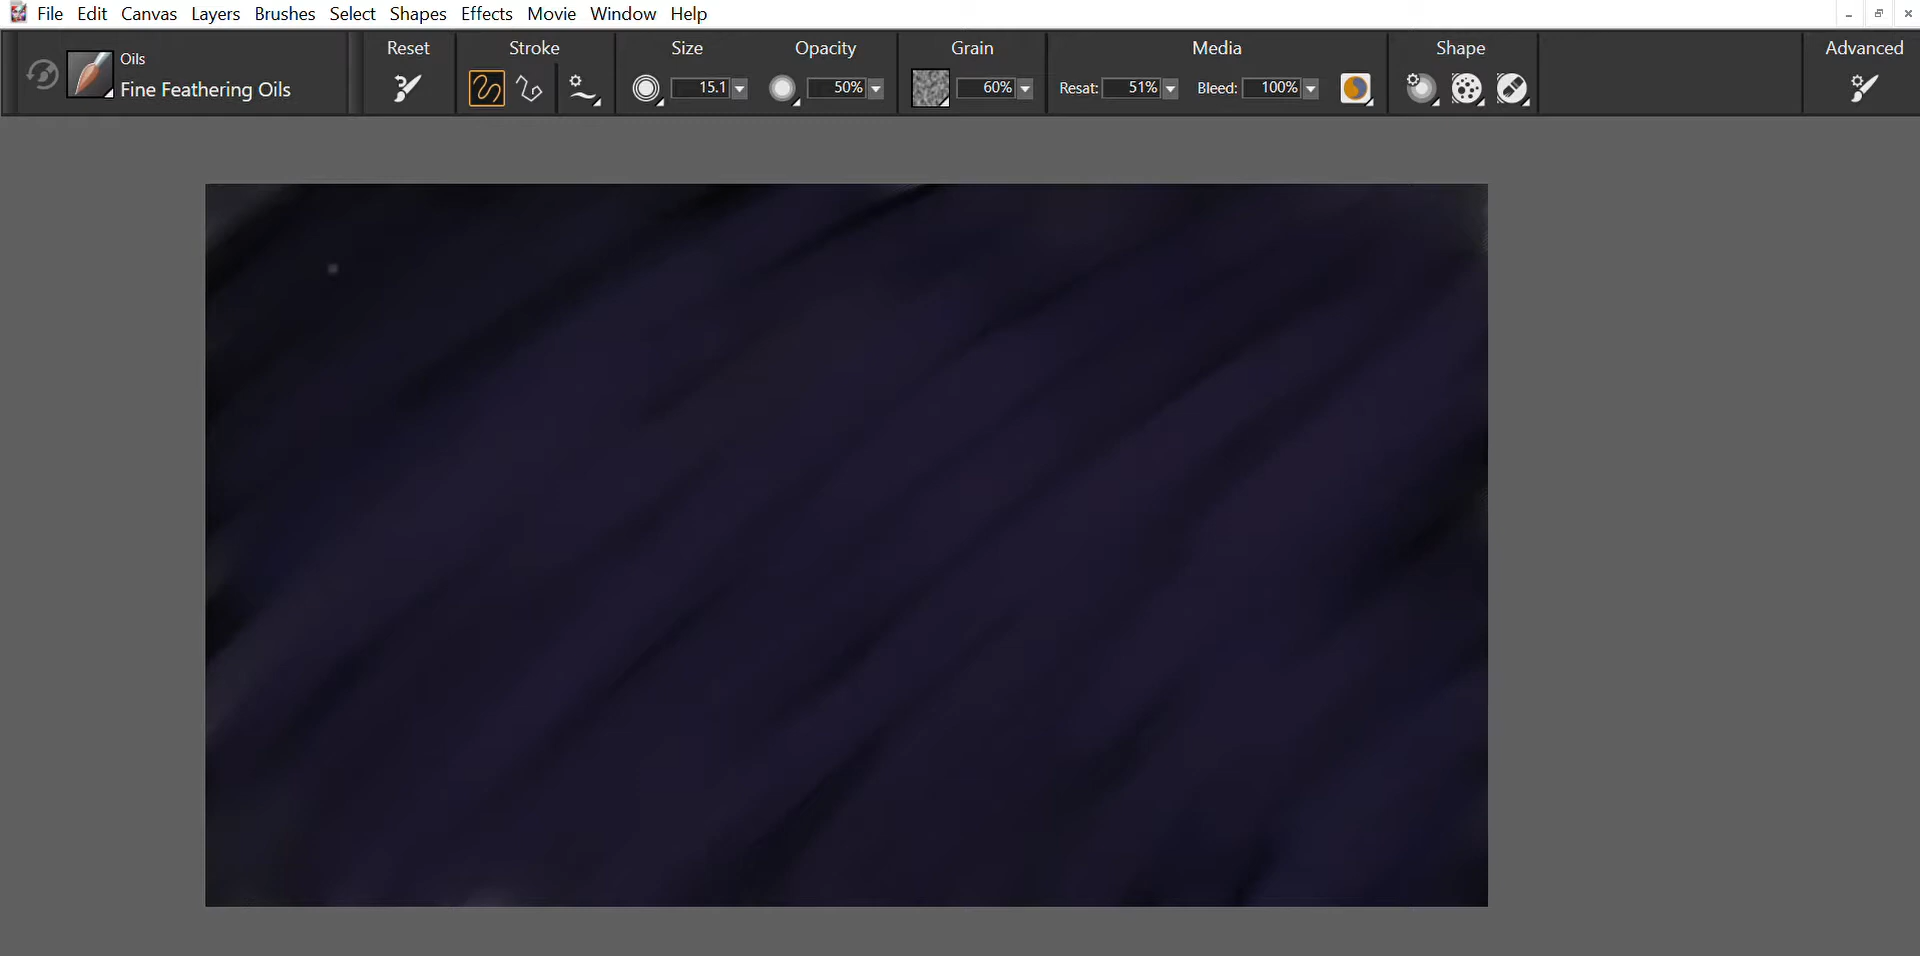 File Edit Canvas Layers Brushes Select Shapes Effects Movie Window Help
Oils
Fine Feathering Oils
Reset
Stroke
Size
15.1
Opacity
50%
Grain
60%
Media
Resat: 51% Bleed: 100%
Shape
Advanced